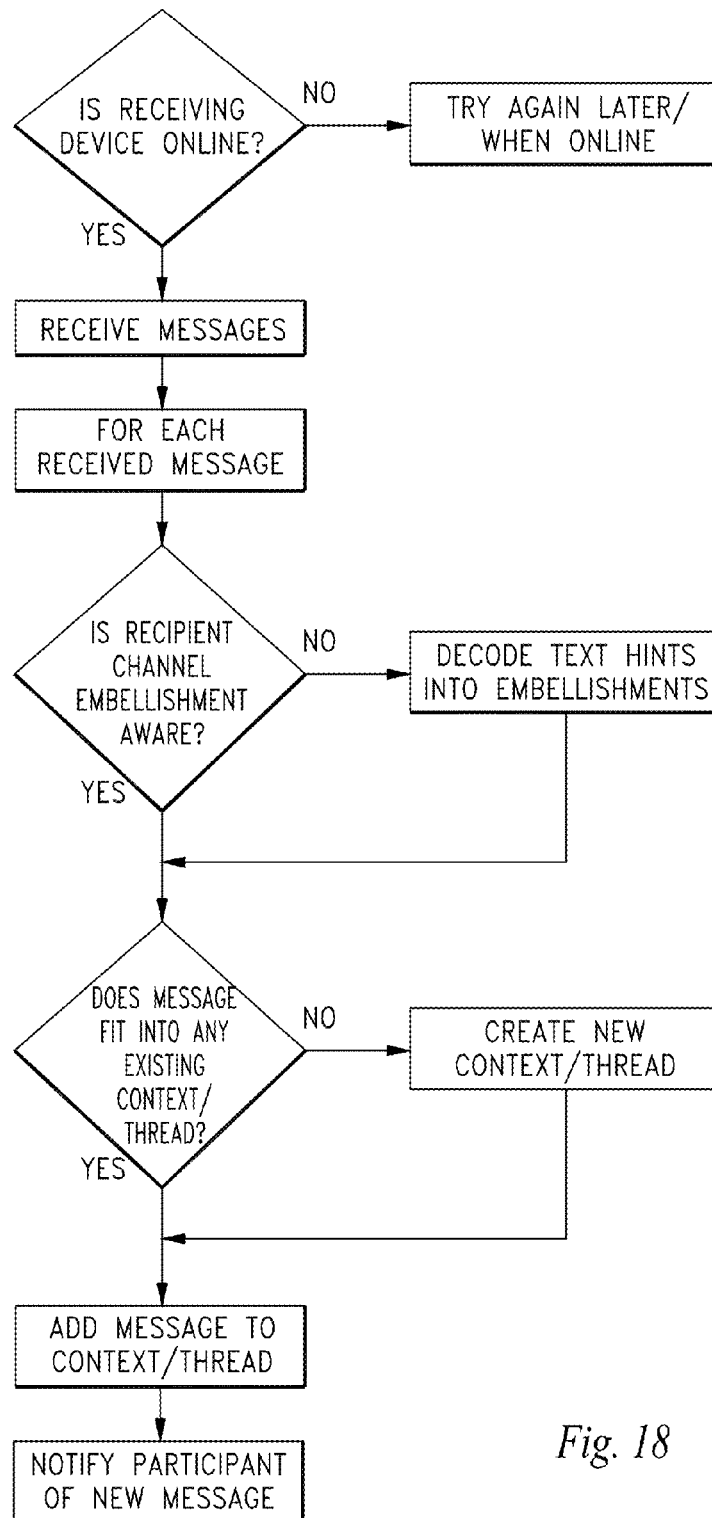 IS RECEIVING
DEVICE ONLINE?
NO
TRY AGAIN LATER/
WHEN ONLINE
YES
RECEIVE MESSAGES
FOR EACH
RECEIVED MESSAGE
IS RECIPIENT
CHANNEL
EMBELLISHMENT
AWARE?
NO
DECODE TEXT HINTS
INTO EMBELLISHMENTS
YES
DOES MESSAGE
FIT INTO ANY
EXISTING
CONTEXT/
THREAD?
NO
CREATE NEW
CONTEXT/THREAD
YES
ADD MESSAGE TO
CONTEXT/THREAD
NOTIFY PARTICIPANT
OF NEW MESSAGE
Fig. 18